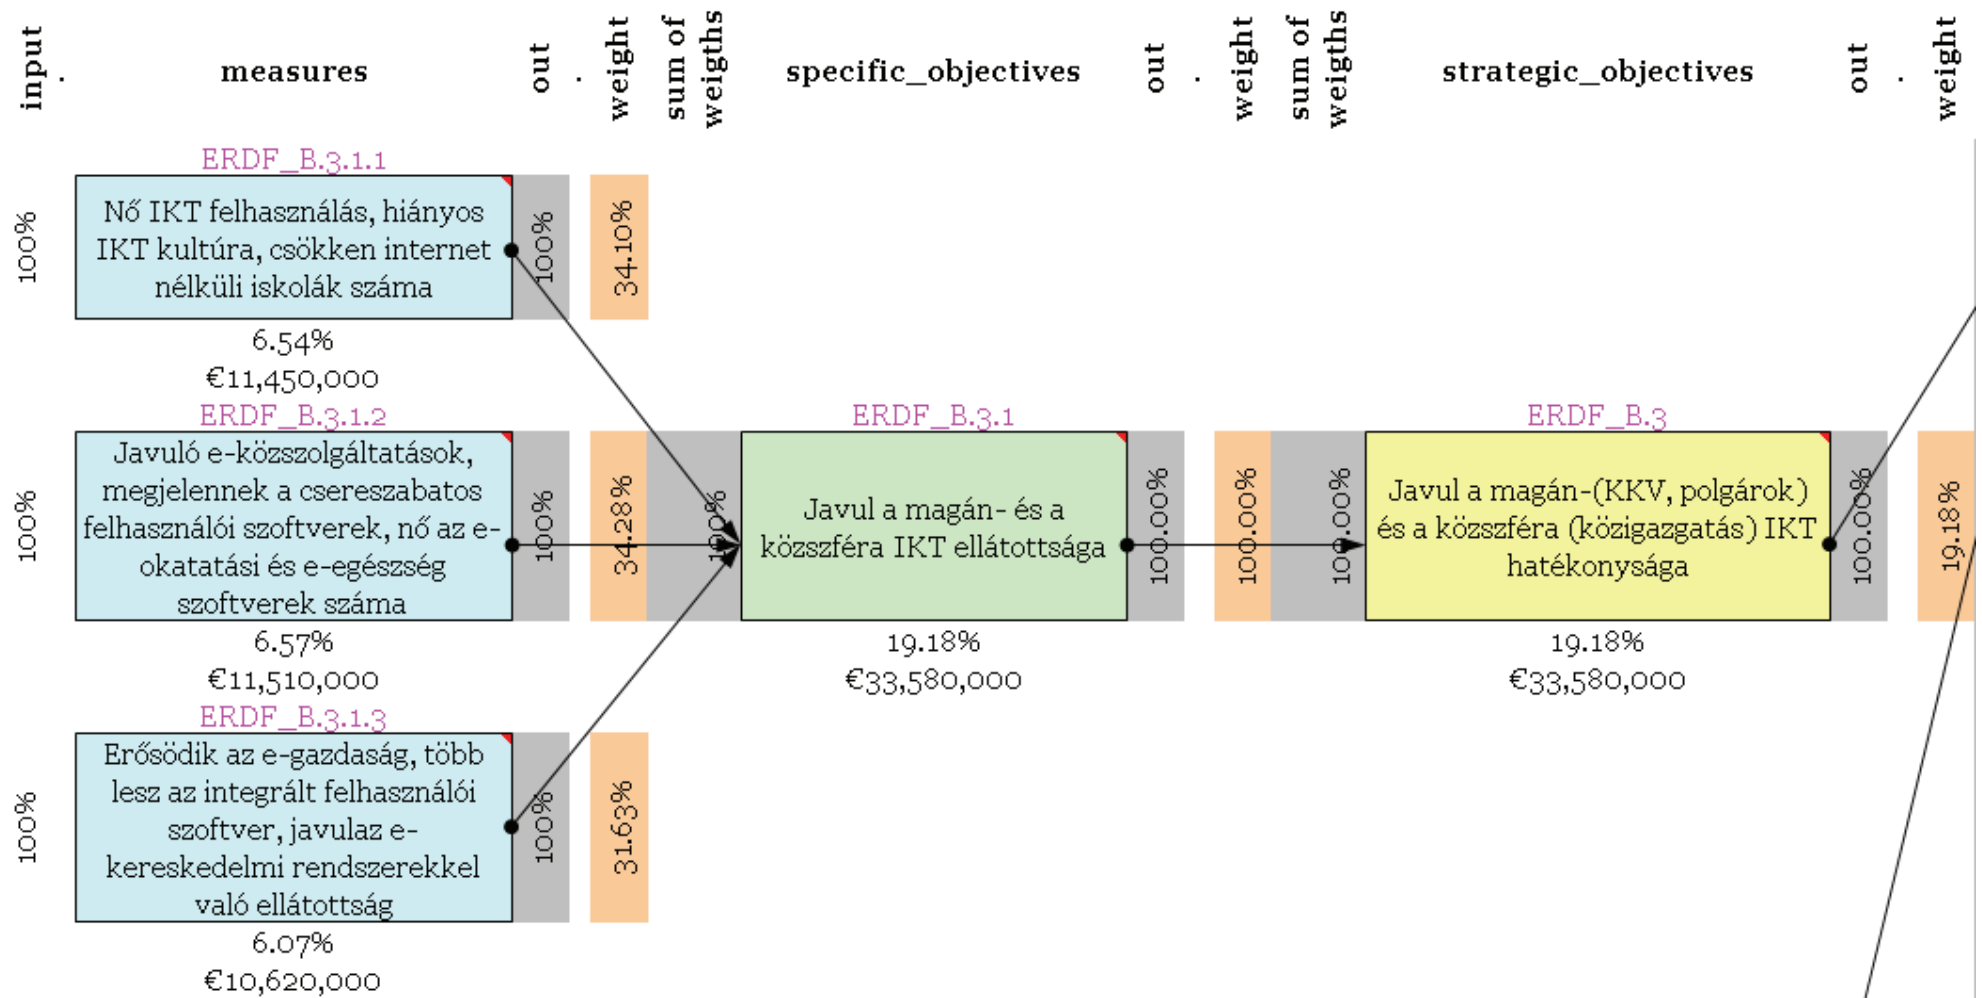 input
.
measures
out
.
weight
sum of
weigths
specific_objectives
out
.
weight
sum of
weigths
strategic_objectives
out
.
weight
ERDF_B.3.1.1
100%
Nő IKT felhasználás, hiányos
IKT kultúra, csökken internet
nélküli iskolák száma
100%
34.10%
6.54%
€11,450,000
ERDF_B.3.1.2
100%
Javuló e-közszolgáltatások,
megjelennek a csereszabatos
felhasználói szoftverek, nő az e-
okatatási és e-egészség
szoftverek száma
100%
34.28%
100%
6.57%
€11,510,000
ERDF_B.3.1
Javul a magán- és a
közszféra IKT ellátottsága
100.00%
100.00%
100.00%
19.18%
€33,580,000
ERDF_B.3
Javul a magán-(KKV, polgárok)
és a közszféra (közigazgatás) IKT
hatékonysága
100.00%
19.18%
19.18%
€33,580,000
ERDF_B.3.1.3
100%
Erősödik az e-gazdaság, több
lesz az integrált felhasználói
szoftver, javulaz e-
kereskedelmi rendszerekkel
való ellátottság
100%
31.63%
6.07%
€10,620,000